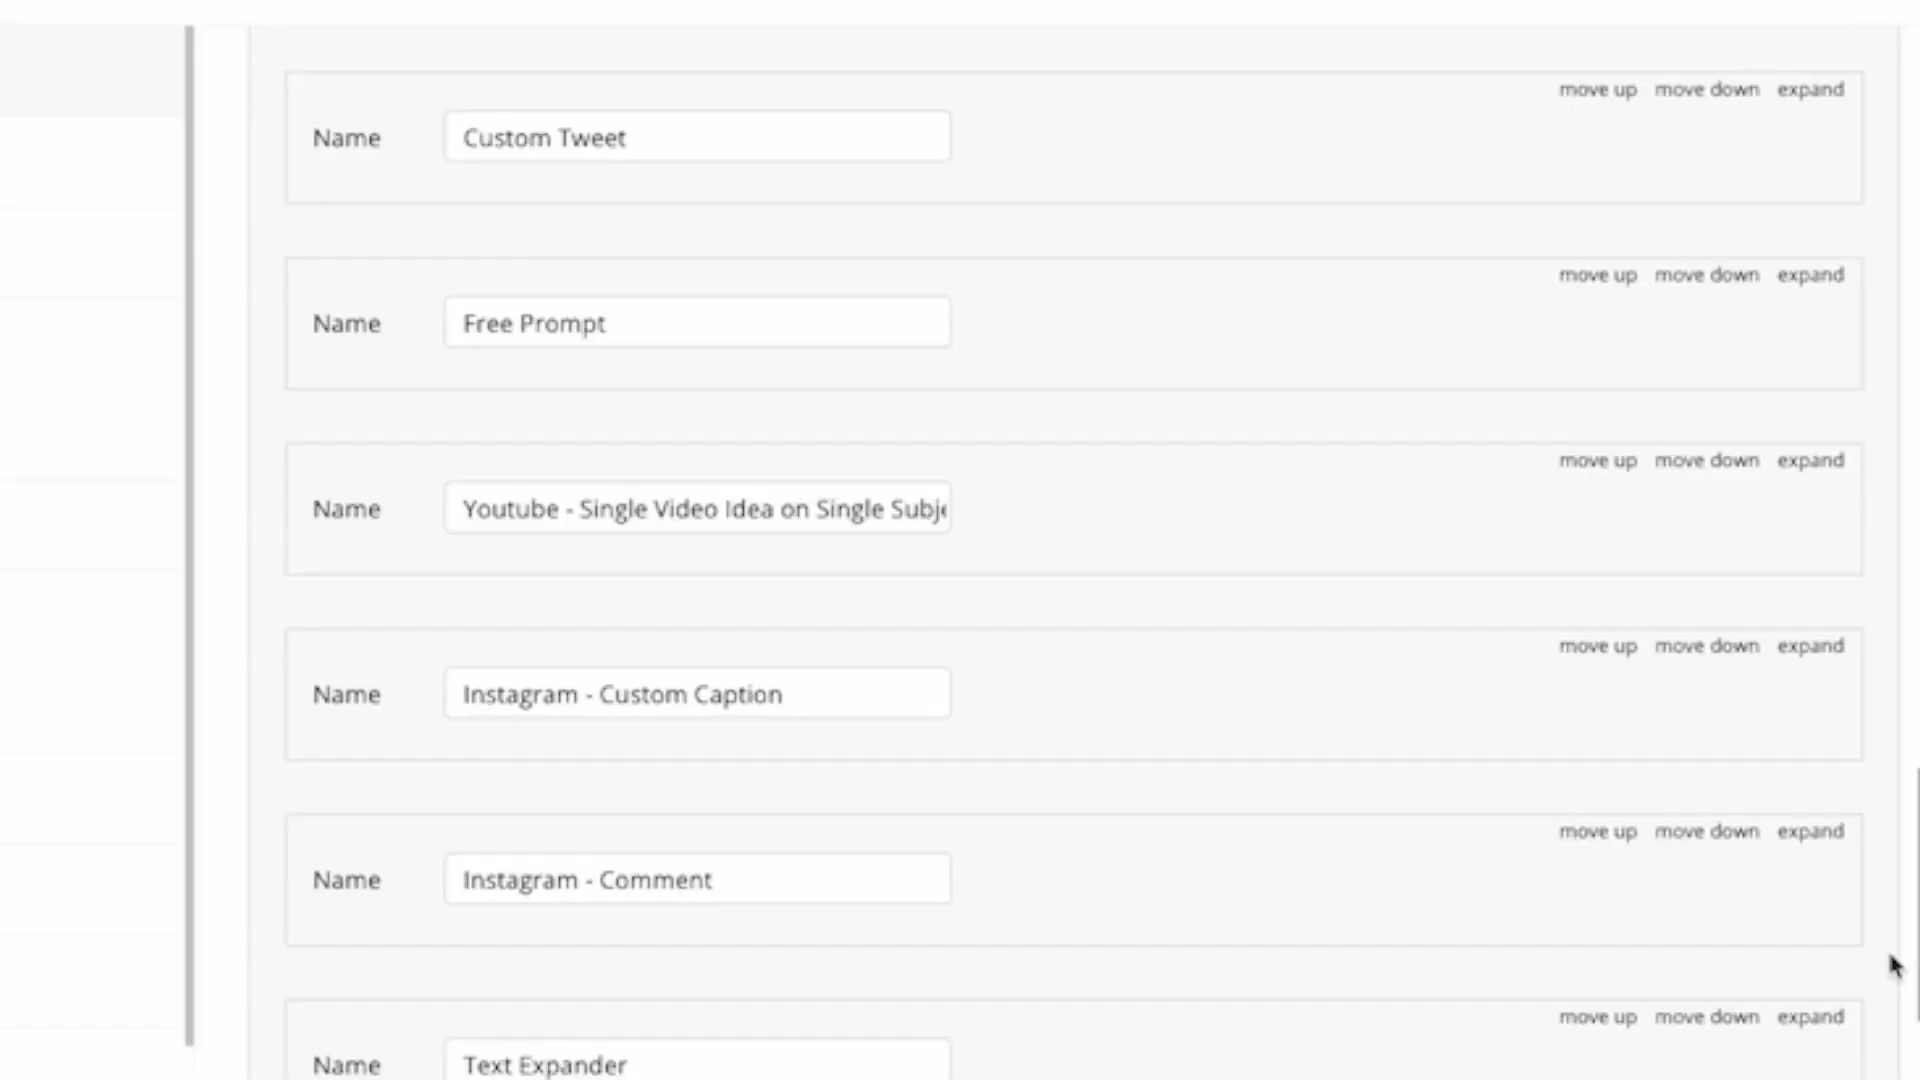 move up move down expand
Name Custom Tweet
move up move down expand
Name Free Prompt
move up move down expand
Name Youtube - Single Video Idea on Single Subje
move up move down expand
Name Instagram - Custom Caption
move up move down expand
Name Instagram - Comment
move up move down expand
Name Text Expander